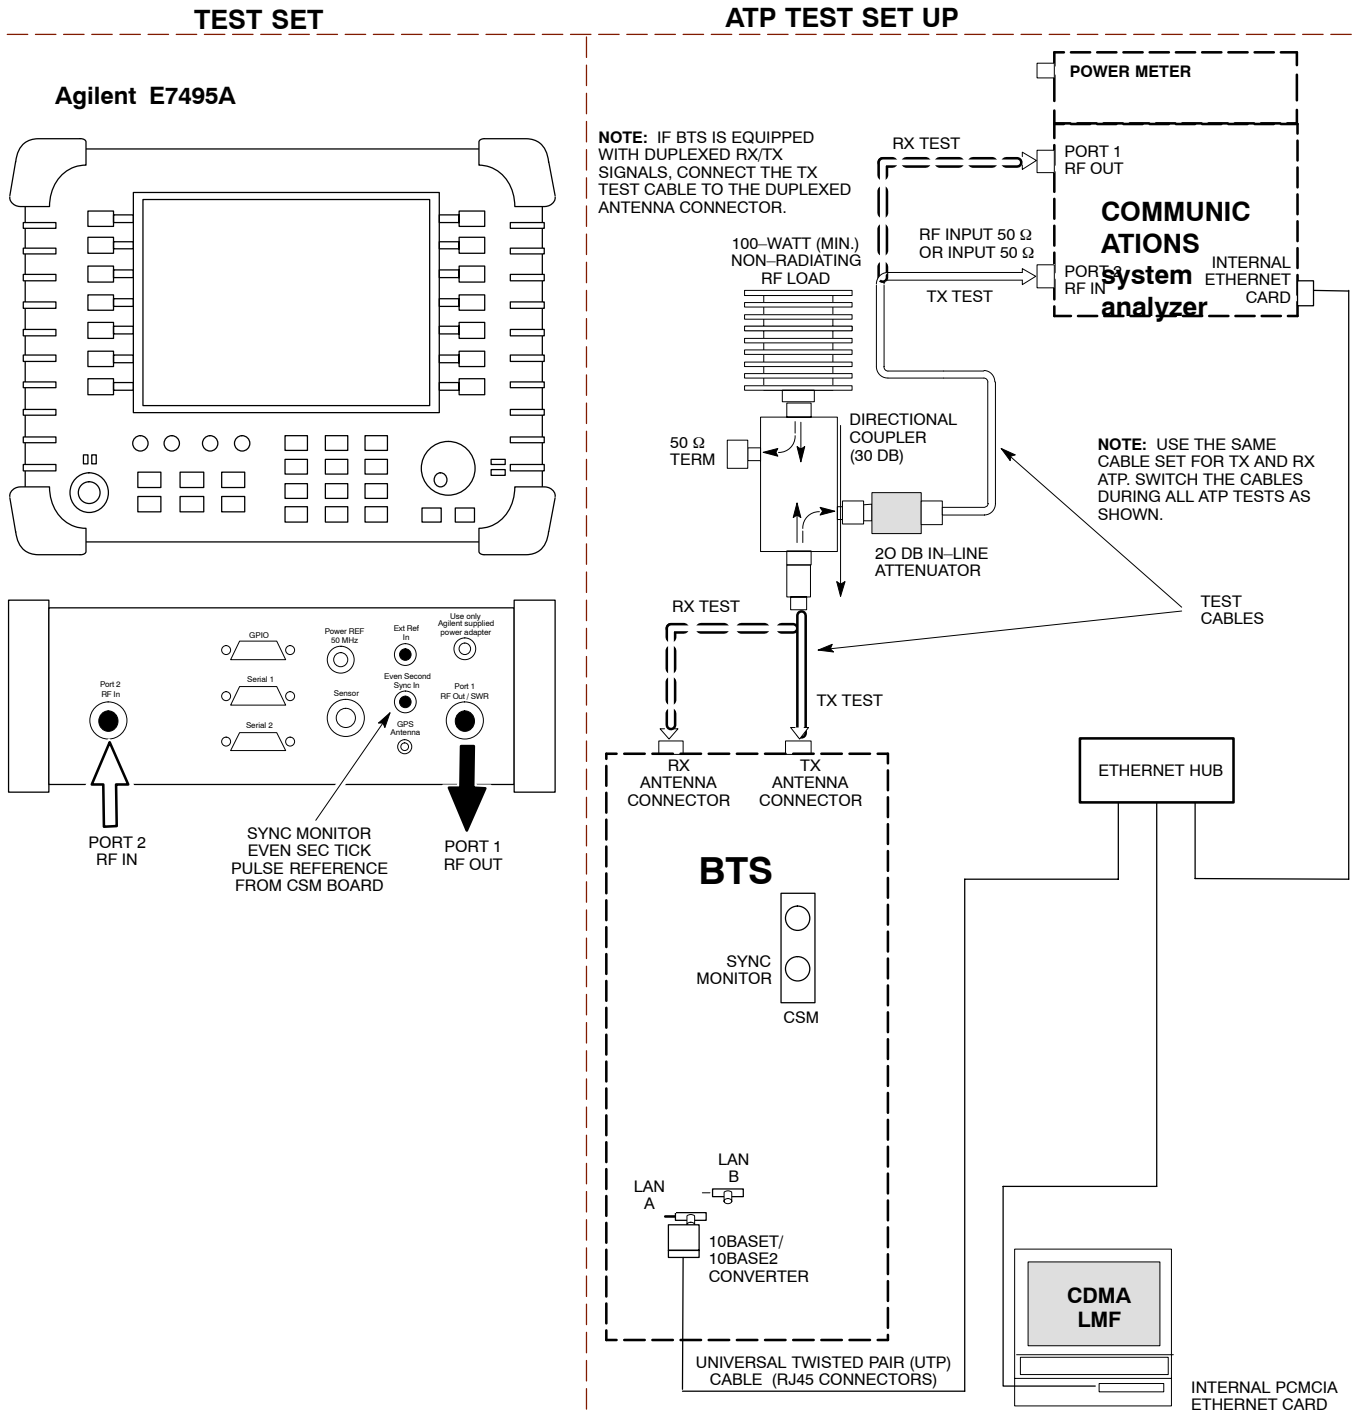 TEST SET
ATP TEST SET UP
Agilent E7495A
NOTE: IF BTS IS EQUIPPED
WITH DUPLEXED RX/TX
SIGNALS, CONNECT THE TX
TEST CABLE TO THE DUPLEXED
ANTENNA CONNECTOR.
POWER METER
RX TEST
PORT 1
RF OUT
COMMUNIC
ATIONS
system
analyzer
100–WATT (MIN.)
NON–RADIATING
RF LOAD
RF INPUT 50 Ω
OR INPUT 50 Ω
TX TEST
PORT 2
RF IN
INTERNAL
ETHERNET
CARD
50 Ω
TERM
DIRECTIONAL
COUPLER
(30 DB)
NOTE: USE THE SAME
CABLE SET FOR TX AND RX
ATP. SWITCH THE CABLES
DURING ALL ATP TESTS AS
SHOWN.
2O DB IN–LINE
ATTENUATOR
RX TEST
TEST
CABLES
TX TEST
GPIO
Power REF
50 MHz
Ext Ref
In
Use only
Agilent supplied
power adapter
Port 2
RF In
Serial 1
Sensor
Even Second
Sync In
Port 1
RF Out / SWR
Serial 2
GPS
Antenna
PORT 2
RF IN
SYNC MONITOR
EVEN SEC TICK
PULSE REFERENCE
FROM CSM BOARD
PORT 1
RF OUT
RX
ANTENNA
CONNECTOR
TX
ANTENNA
CONNECTOR
ETHERNET HUB
BTS
SYNC
MONITOR
CSM
LAN
B
LAN
A
10BASET/
10BASE2
CONVERTER
CDMA
LMF
UNIVERSAL TWISTED PAIR (UTP)
CABLE (RJ45 CONNECTORS)
INTERNAL PCMCIA
ETHERNET CARD